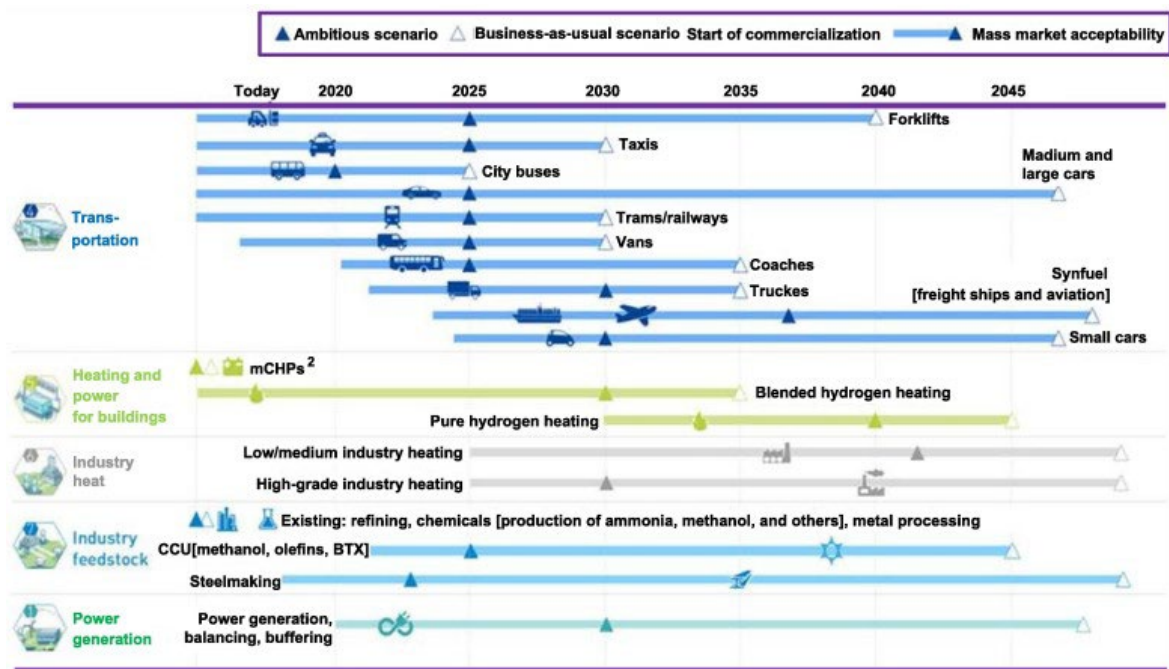 Ambitious scenario Business-as-usual scenario Start of commercialization Mass market acceptability
Today 2020 2025 2030 2035 2040 2045
Trans-
portation
Forklifts
Taxis
City buses
Madium and
large cars
Trams/railways
Vans
Coaches
Truckes
Synfuel
[freight ships and aviation]
Small cars
Heating and
power
for buildings
mCHPs²
Blended hydrogen heating
Pure hydrogen heating
Industry
heat
Low/medium industry heating
High-grade industry heating
Industry
feedstock
Existing: refining, chemicals [production of ammonia, methanol, and others], metal processing
CCU[methanol, olefins, BTX]
Steelmaking
Power
generation
Power generation,
balancing, buffering